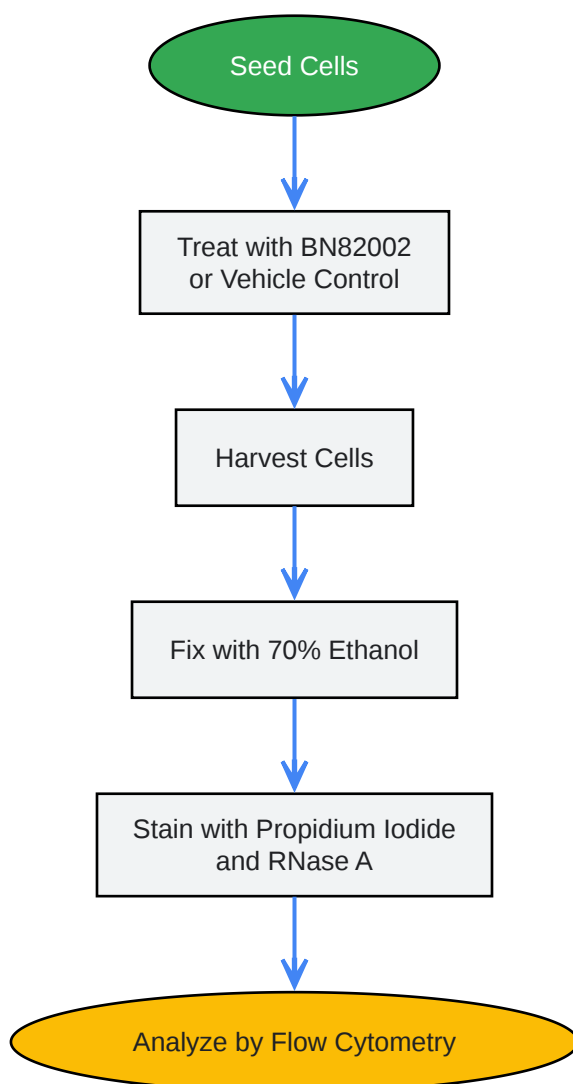 Seed Cells
Treat with BN82002
or Vehicle Control
Harvest Cells
Fix with 70% Ethanol
Stain with Propidium Iodide
and RNase A
Analyze by Flow Cytometry